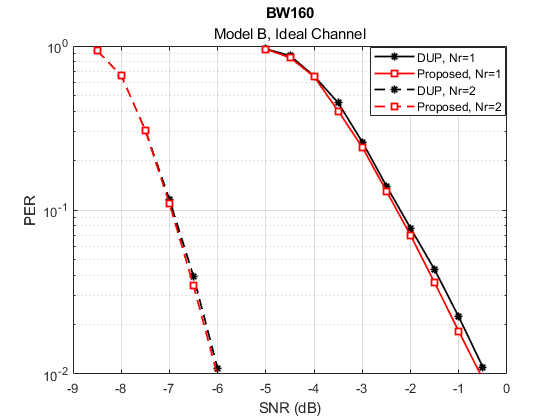 BW160
Model B, Ideal Channel
DUP, Nr=1
Proposed, Nr=1
DUP, Nr=2
Proposed, Nr=2
10^0
10^-1
10^-2
PER
-9 -8 -7 -6 -5 -4 -3 -2 -1 0
SNR (dB)